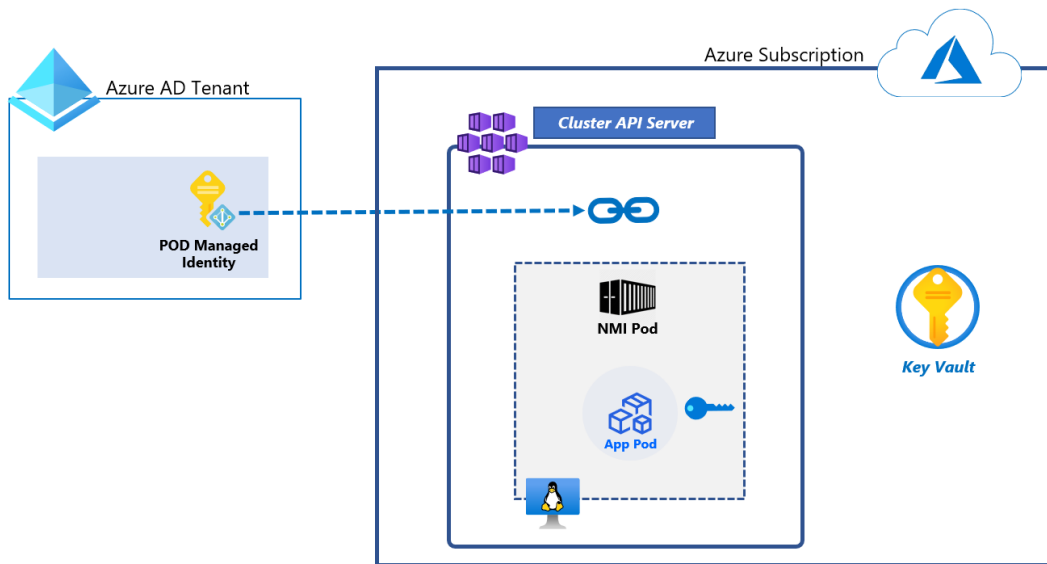 Azure Subscription
Azure AD Tenant
Cluster API Server
POD Managed
Identity
NMI Pod
Key Vault
App Pod